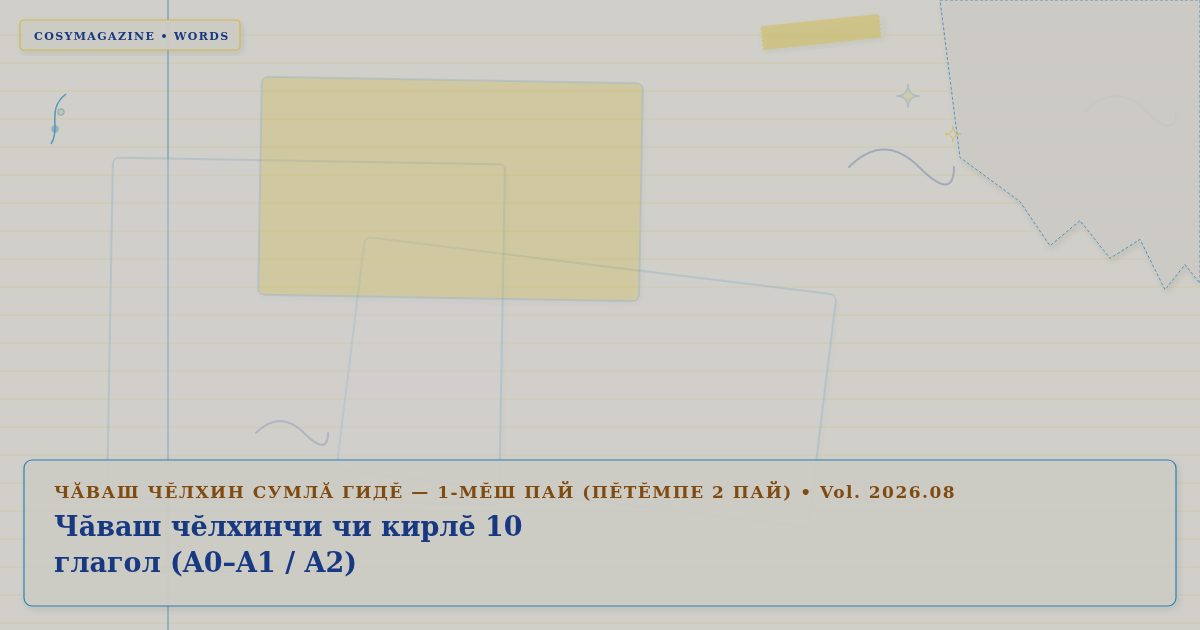 COSYMAGAZINE • WORDS
ЧӐВАШ ЧӖЛХИН СУМЛӐ ГИДӖ — 1-МӖШ ПАЙ (ПӖТӖМПЕ 2 ПАЙ) • Vol. 2026.08
Чӑваш чӗлхинчи чи кирлӗ 10
глагол (A0–A1 / A2)